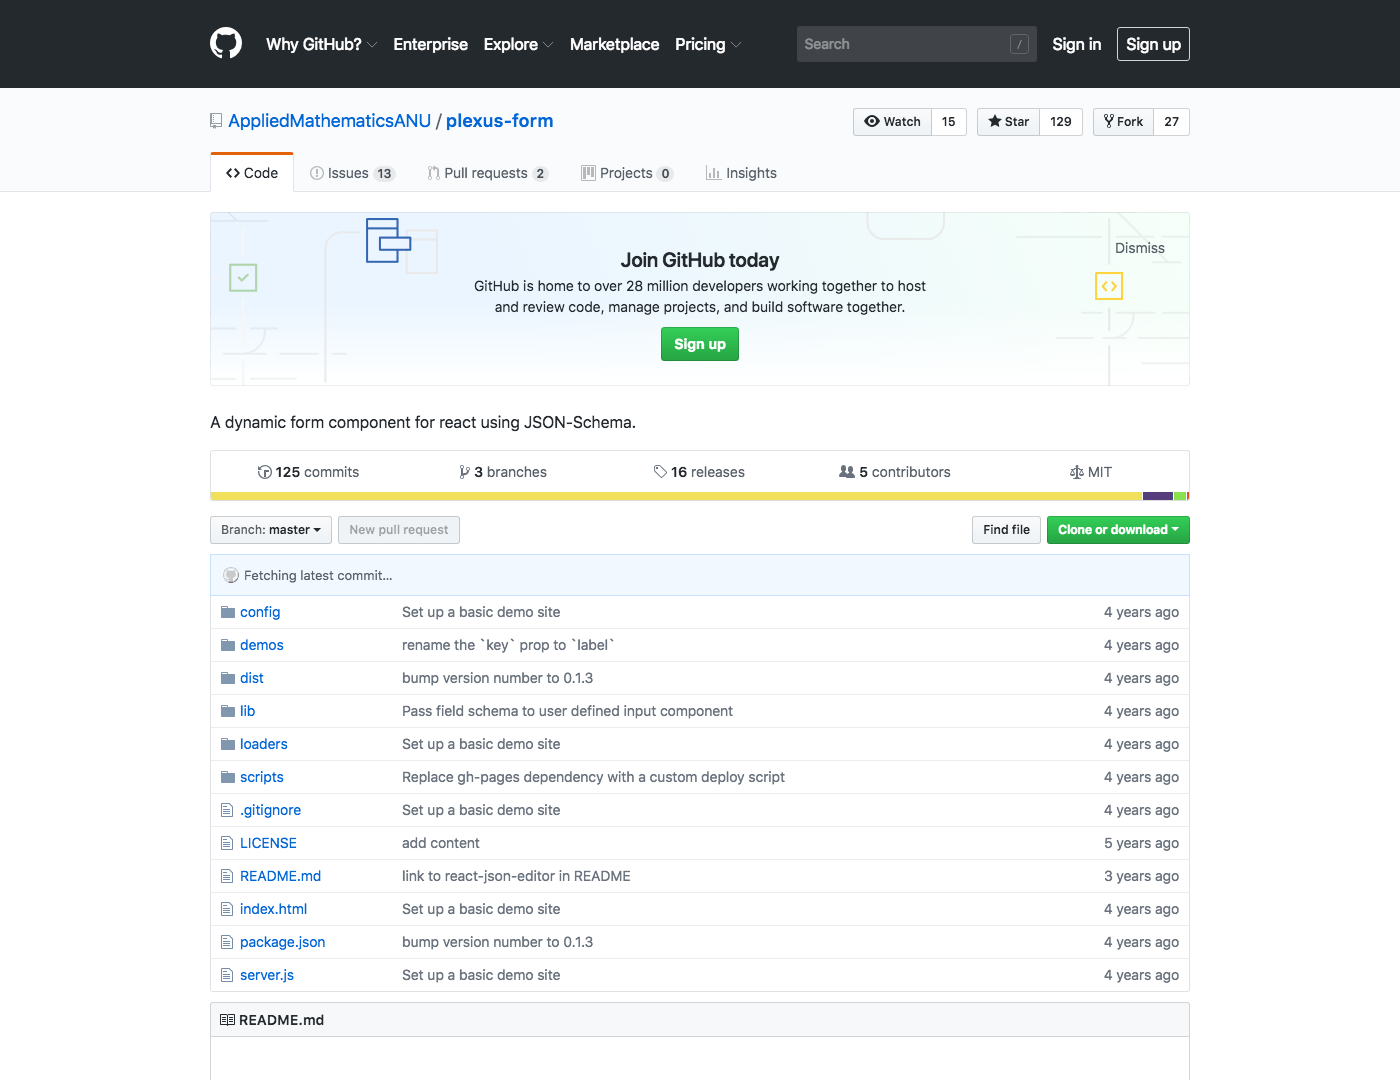 Why GitHub? Enterprise Explore Marketplace Pricing Search / Sign in Sign up
AppliedMathematicsANU / plexus-form Watch 15 Star 129 Fork 27
Code Issues 13 Pull requests 2 Projects 0 Insights
Dismiss
Join GitHub today
GitHub is home to over 28 million developers working together to host
and review code, manage projects, and build software together.
Sign up
A dynamic form component for react using JSON-Schema.
125 commits 3 branches 16 releases 5 contributors MIT
Branch: master New pull request Find file Clone or download
Fetching latest commit…
config Set up a basic demo site 4 years ago
demos rename the `key` prop to `label` 4 years ago
dist bump version number to 0.1.3 4 years ago
lib Pass field schema to user defined input component 4 years ago
loaders Set up a basic demo site 4 years ago
scripts Replace gh-pages dependency with a custom deploy script 4 years ago
.gitignore Set up a basic demo site 4 years ago
LICENSE add content 5 years ago
README.md link to react-json-editor in README 3 years ago
index.html Set up a basic demo site 4 years ago
package.json bump version number to 0.1.3 4 years ago
server.js Set up a basic demo site 4 years ago
README.md